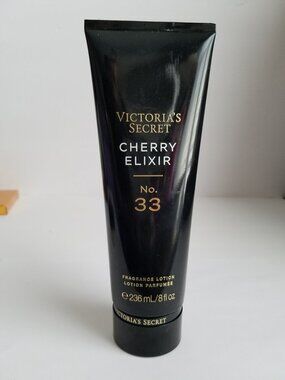 VICTORIA'S
SECRET
CHERRY
ELIXIR
No.
33
FRAGRANCE LOTION
LOTION PARFUMÉE
℮ 236 mL/8 fl oz
VICTORIA'S SECRET